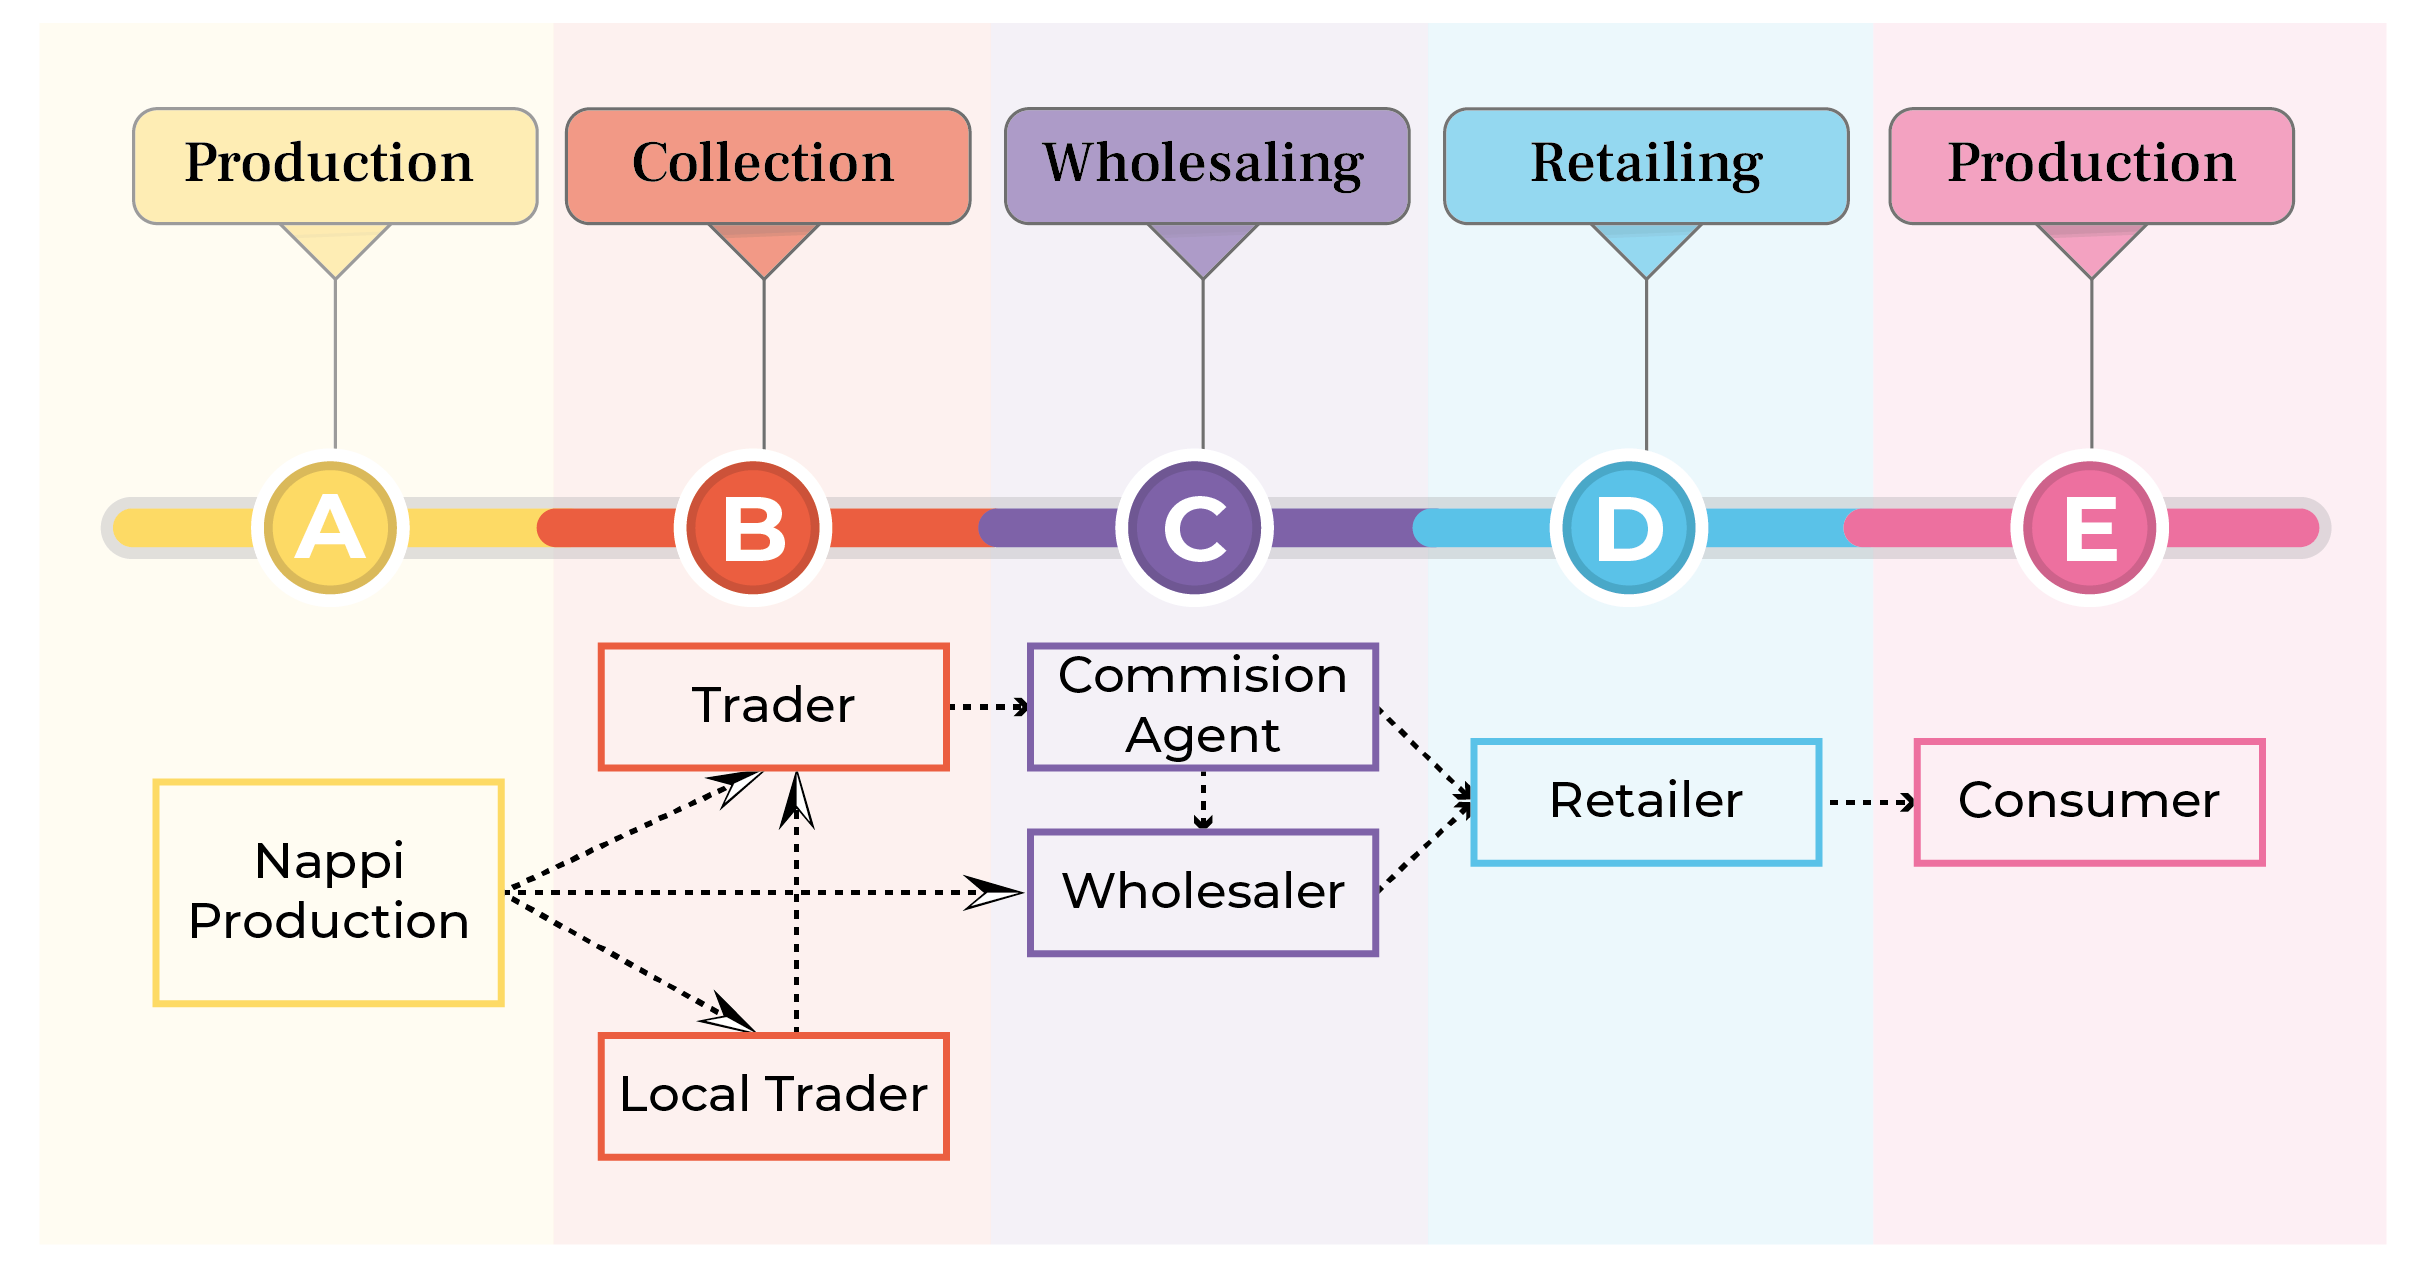 Production
Collection
Wholesaling
Retailing
Production
A
B
C
D
E
Trader
Commision
Agent
Nappi
Production
Wholesaler
Retailer
Consumer
Local Trader